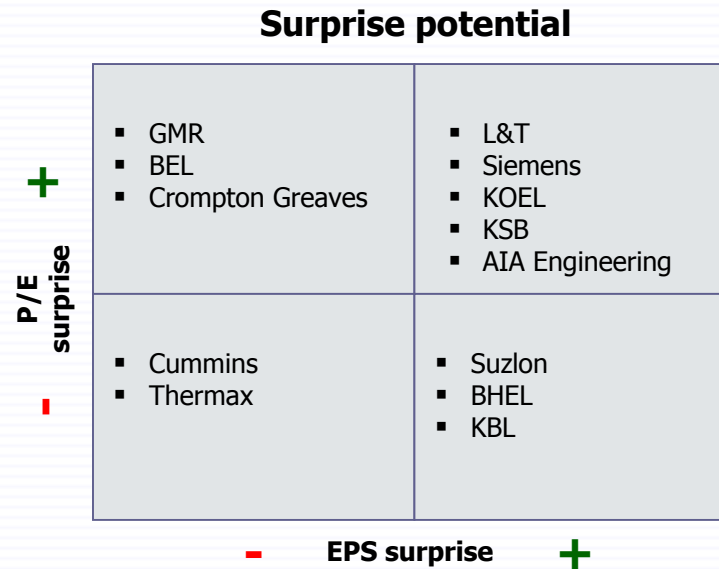 Surprise potential
▪ GMR
▪ BEL
▪ Crompton Greaves
▪ L&T
▪ Siemens
▪ KOEL
▪ KSB
▪ AIA Engineering
+
P/E
surprise
-
▪ Cummins
▪ Thermax
▪ Suzlon
▪ BHEL
▪ KBL
- EPS surprise +